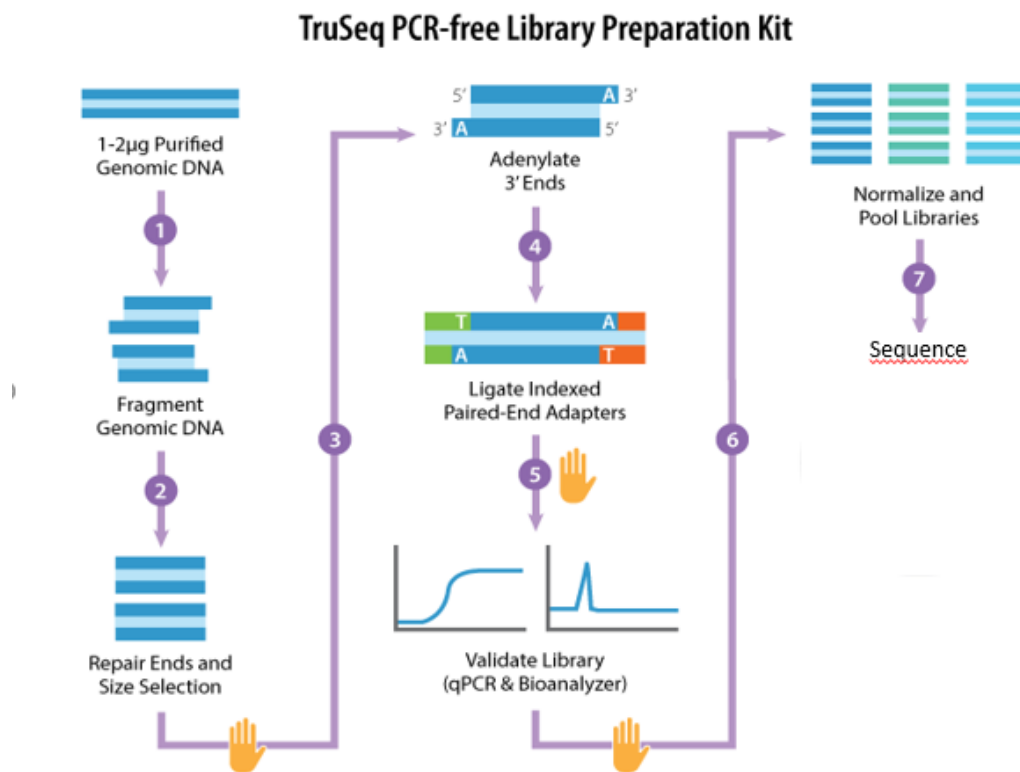 TruSeq PCR-free Library Preparation Kit
1-2µg Purified
Genomic DNA
1
Fragment
Genomic DNA
2
Repair Ends and
Size Selection
3
5’ A 3’
3’ A 5’
Adenylate
3’ Ends
4
T A
A T
Ligate Indexed
Paired-End Adapters
5
Validate Library
(qPCR & Bioanalyzer)
6
Normalize and
Pool Libraries
7
Sequence